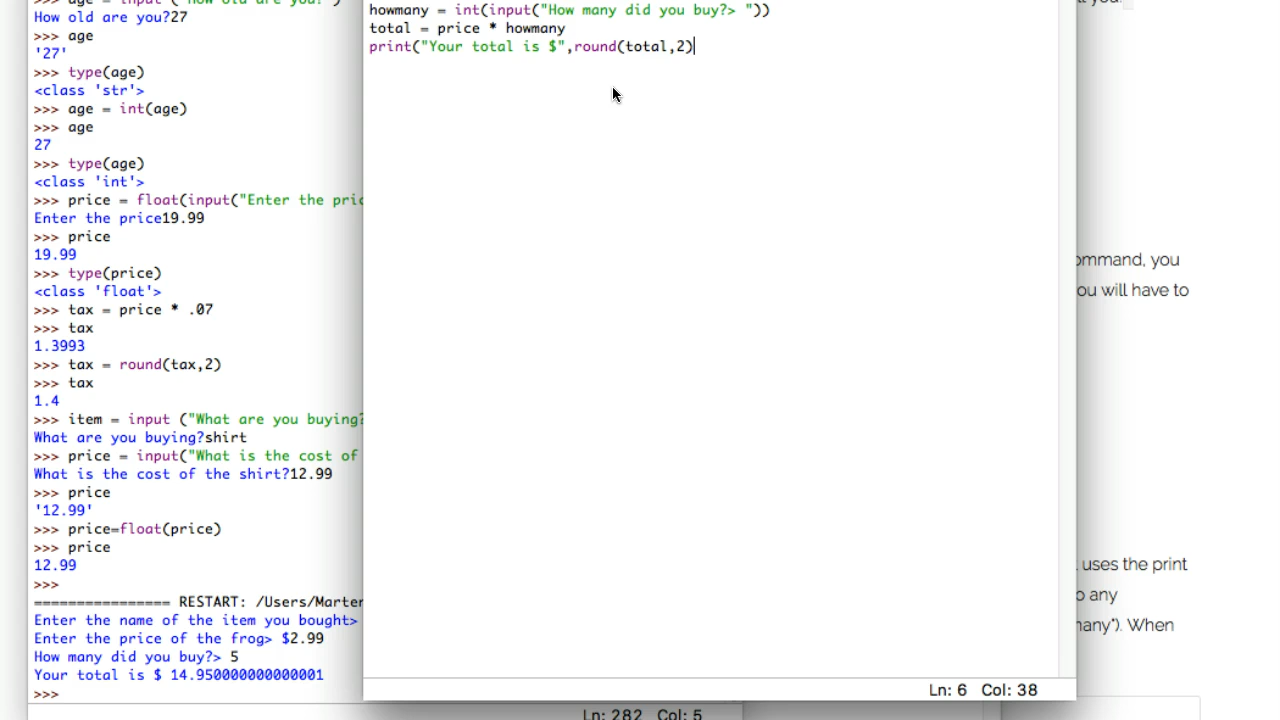 How old are you?27
>>> age
'27'
>>> type(age)
<class 'str'>
>>> age = int(age)
>>> age
27
>>> type(age)
<class 'int'>
>>> price = float(input("Enter the pric
Enter the price19.99
>>> price
19.99
>>> type(price)
<class 'float'>
>>> tax = price * .07
>>> tax
1.3993
>>> tax = round(tax,2)
>>> tax
1.4
>>> item = input ("What are you buying?
What are you buying?shirt
>>> price = input("What is the cost of
What is the cost of the shirt?12.99
>>> price
'12.99'
>>> price=float(price)
>>> price
12.99
>>>
================ RESTART: /Users/Marter
Enter the name of the item you bought>
Enter the price of the frog> $2.99
How many did you buy?> 5
Your total is $ 14.950000000000001
>>>
Ln: 282 Col: 5
howmany = int(input("How many did you buy?> "))
total = price * howmany
print("Your total is $",round(total,2)
Ln: 6 Col: 38
ommand, you
ou will have to
uses the print
o any
nany"). When